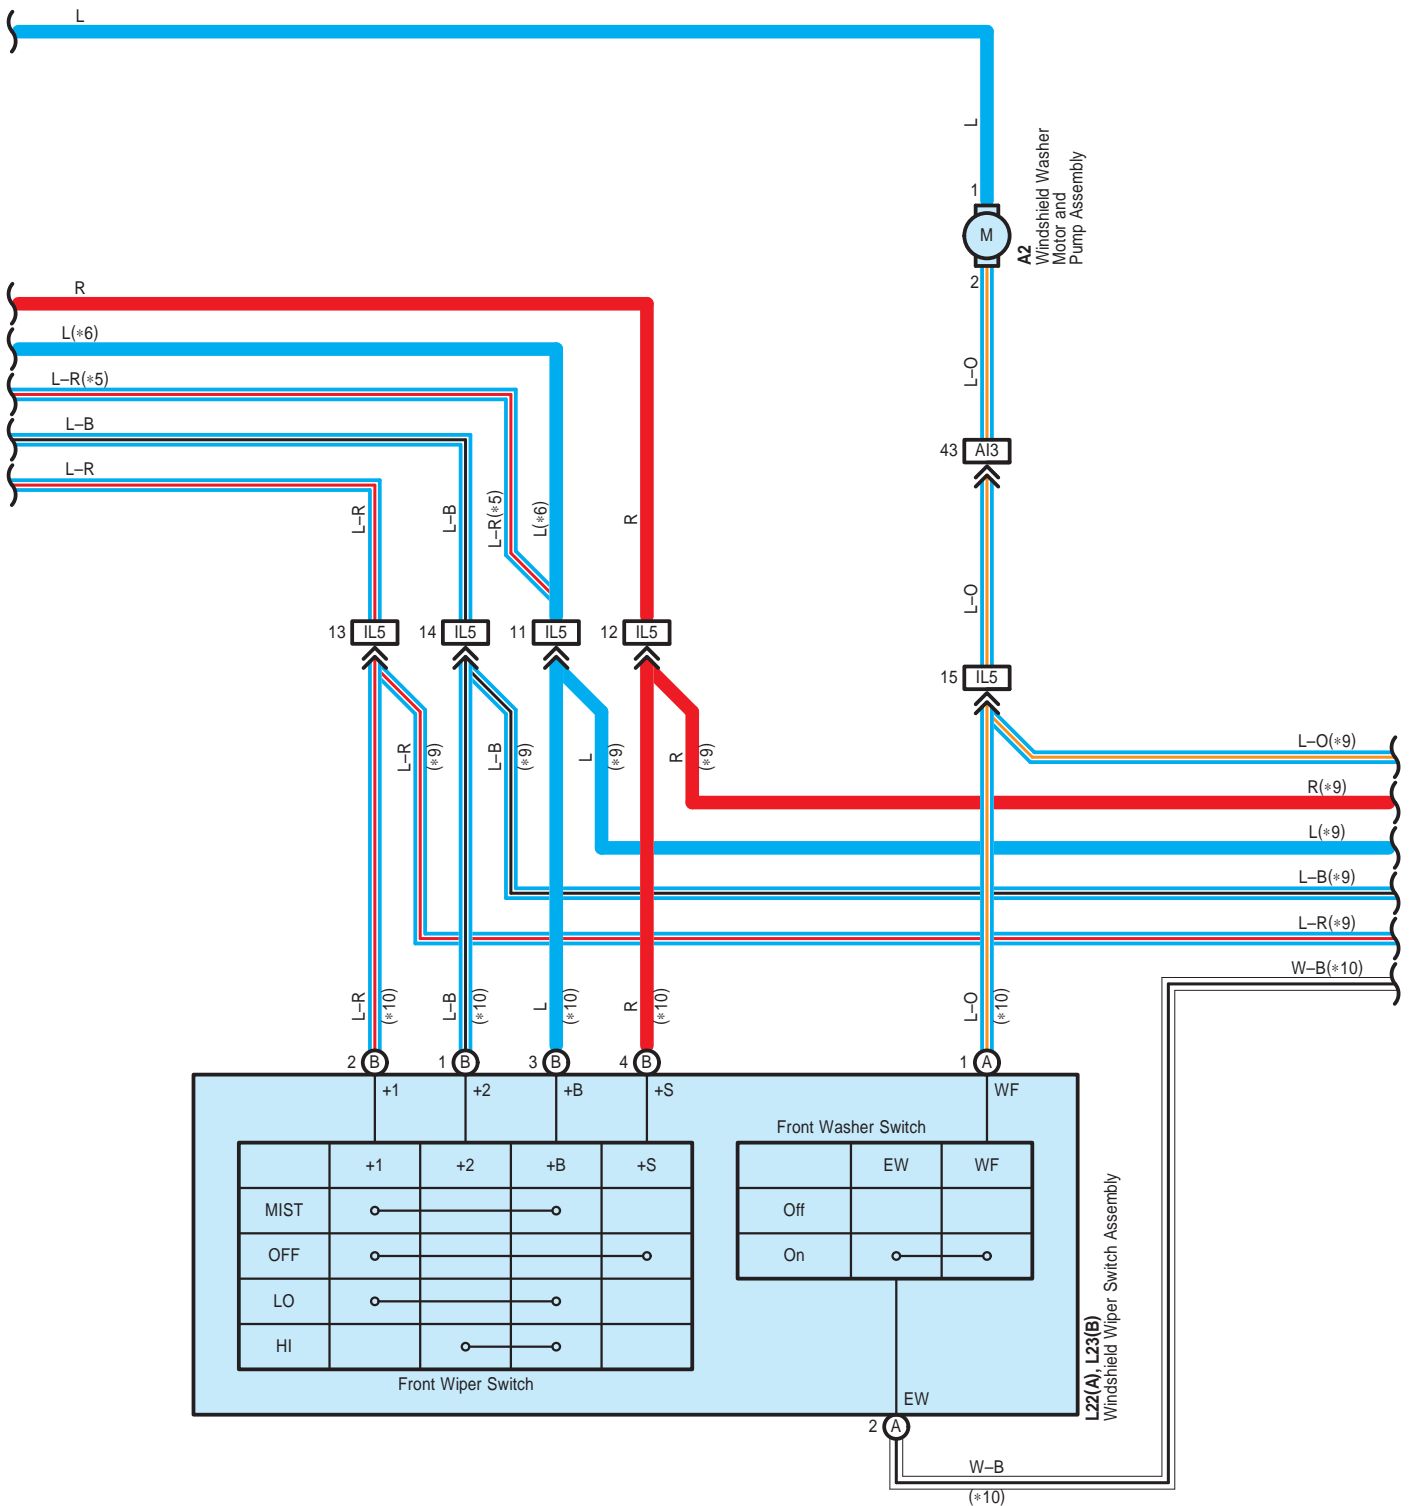 L
L
1
M
A2
Windshield Washer
Motor and
Pump Assembly
2
R
L(*6)
L–R(*5)
L–B
L–R
L–O
43 AI3
L–R
L–B
L–R(*5)
L(*6)
R
L–O
13 IL5
14 IL5
11 IL5
12 IL5
15 IL5
L–R
(*9)
L–B
(*9)
L
(*9)
R
(*9)
L–O(*9)
R(*9)
L(*9)
L–B(*9)
L–R(*9)
W–B(*10)
L–R
(*10)
L–B
(*10)
L
(*10)
R
(*10)
L–O
(*10)
2 B
1 B
3 B
4 B
1 A
+1
+2
+B
+S
WF
Front Washer Switch
+1 +2 +B +S
MIST
OFF
LO
HI
Front Wiper Switch
EW WF
Off
On
EW
L22(A), L23(B)
Windshield Wiper Switch Assembly
2 A
W–B
(*10)